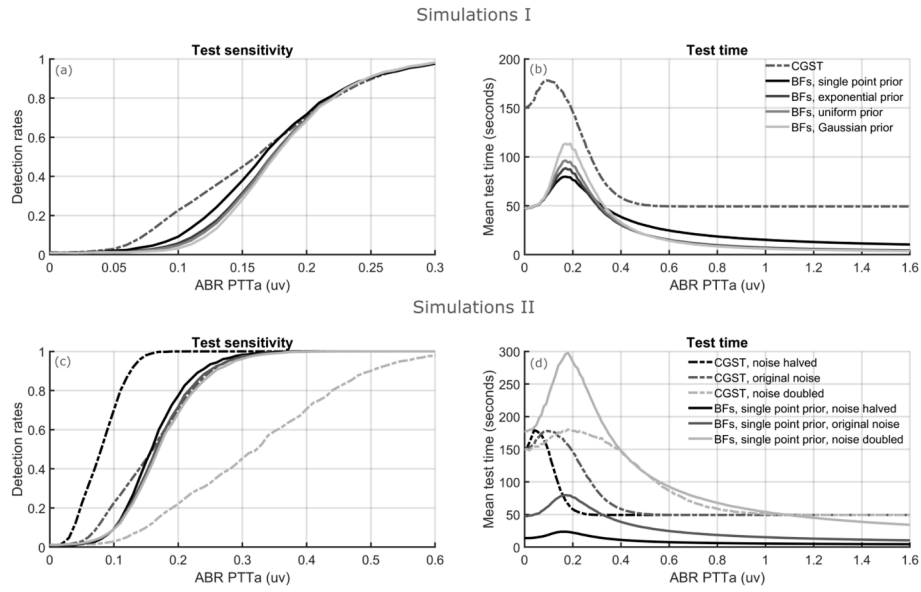 Simulations I
Test sensitivity
(a)
Detection rates
1
0.8
0.6
0.4
0.2
0
0 0.05 0.1 0.15 0.2 0.25 0.3
ABR PTTa (uv)
Test time
(b)
CGST
BFs, single point prior
BFs, exponential prior
BFs, uniform prior
BFs, Gaussian prior
Mean test time (seconds)
200
150
100
50
0
0 0.2 0.4 0.6 0.8 1 1.2 1.4 1.6
ABR PTTa (uv)
Simulations II
Test sensitivity
(c)
Detection rates
1
0.8
0.6
0.4
0.2
0
0 0.1 0.2 0.3 0.4 0.5 0.6
ABR PTTa (uv)
Test time
(d)
CGST, noise halved
CGST, original noise
CGST, noise doubled
BFs, single point prior, noise halved
BFs, single point prior, original noise
BFs, single point prior, noise doubled
Mean test time (seconds)
300
250
200
150
100
50
0
0 0.2 0.4 0.6 0.8 1 1.2 1.4 1.6
ABR PTTa (uv)